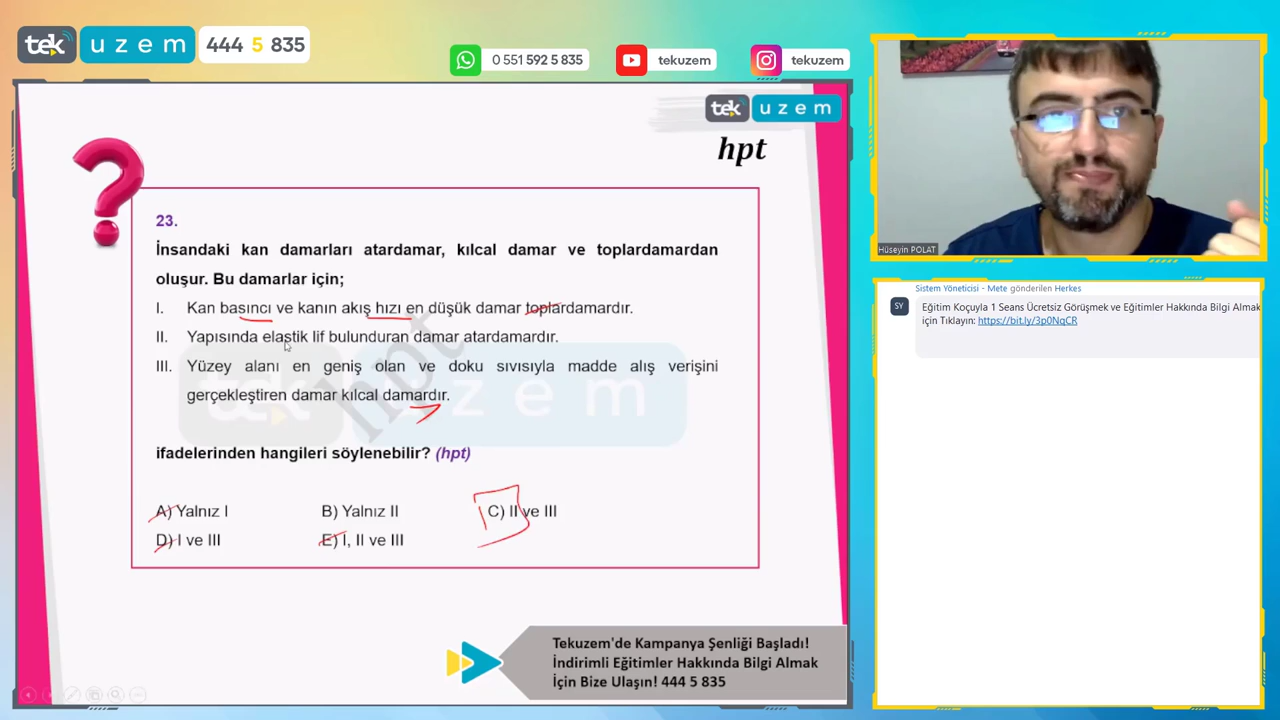 tek uzem 444 5 835
0 551 592 5 835 tekuzem tekuzem
tek uzem
hpt
23.
İnsandaki kan damarları atardamar, kılcal damar ve toplardamardan
oluşur. Bu damarlar için;
I. Kan basıncı ve kanın akış hızı en düşük damar toplardamardır.
II. Yapısında elastik lif bulunduran damar atardamardır.
III. Yüzey alanı en geniş olan ve doku sıvısıyla madde alış verişini
gerçekleştiren damar kılcal damardır.
hpt
tek uzem
ifadelerinden hangileri söylenebilir? (hpt)
A) Yalnız I B) Yalnız II C) II ve III
D) I ve III E) I, II ve III
Tekuzem'de Kampanya Şenliği Başladı!
İndirimli Eğitimler Hakkında Bilgi Almak
İçin Bize Ulaşın! 444 5 835
Hüseyin POLAT
Sistem Yöneticisi - Mete gönderilen Herkes
SY
Eğitim Koçuyla 1 Seans Ücretsiz Görüşmek ve Eğitimler Hakkında Bilgi Almak
için Tıklayın: https://bit.ly/3p0NqCR